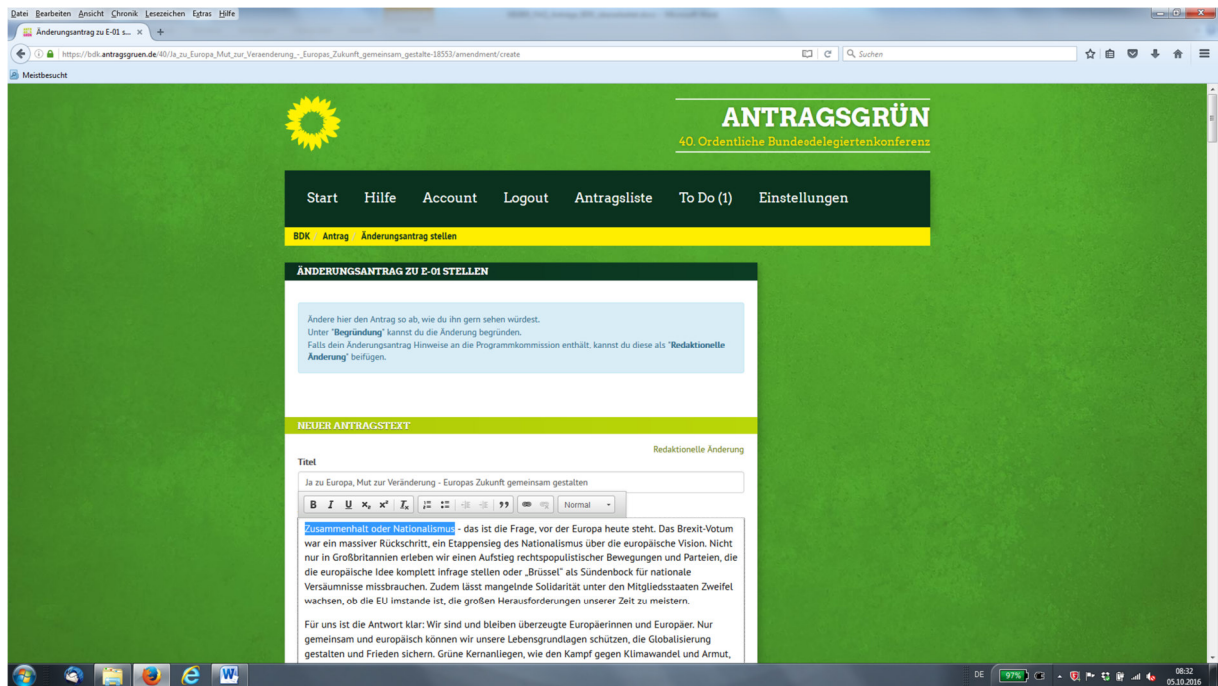 Datei Bearbeiten Ansicht Chronik Lesezeichen Extras Hilfe
Änderungsantrag zu E-01 s... × +
https://bdk.antragsgruen.de/40/Ja_zu_Europa_Mut_zur_Veraenderung_-_Europas_Zukunft_gemeinsam_gestalte-18553/amendment/create
Suchen
Meistbesucht
ANTRAGSGRÜN
40. Ordentliche Bundesdelegiertenkonferenz
Start Hilfe Account Logout Antragsliste To Do (1) Einstellungen
BDK Antrag Änderungsantrag stellen
ÄNDERUNGSANTRAG ZU E-01 STELLEN
Ändere hier den Antrag so ab, wie du ihn gern sehen würdest.
Unter "Begründung" kannst du die Änderung begründen.
Falls dein Änderungsantrag Hinweise an die Programmkommission enthält, kannst du diese als "Redaktionelle
Änderung" beifügen.
NEUER ANTRAGSTEXT
Redaktionelle Änderung
Titel
Ja zu Europa, Mut zur Veränderung - Europas Zukunft gemeinsam gestalten
B I U x₂ x² Tx Normal
Zusammenhalt oder Nationalismus - das ist die Frage, vor der Europa heute steht. Das Brexit-Votum
war ein massiver Rückschritt, ein Etappensieg des Nationalismus über die europäische Vision. Nicht
nur in Großbritannien erleben wir einen Aufstieg rechtspopulistischer Bewegungen und Parteien, die
die europäische Idee komplett infrage stellen oder „Brüssel“ als Sündenbock für nationale
Versäumnisse missbrauchen. Zudem lässt mangelnde Solidarität unter den Mitgliedsstaaten Zweifel
wachsen, ob die EU imstande ist, die großen Herausforderungen unserer Zeit zu meistern.
Für uns ist die Antwort klar: Wir sind und bleiben überzeugte Europäerinnen und Europäer. Nur
gemeinsam und europäisch können wir unsere Lebensgrundlagen schützen, die Globalisierung
gestalten und Frieden sichern. Grüne Kernanliegen, wie den Kampf gegen Klimawandel und Armut,
DE 97% 08:32
05.10.2016